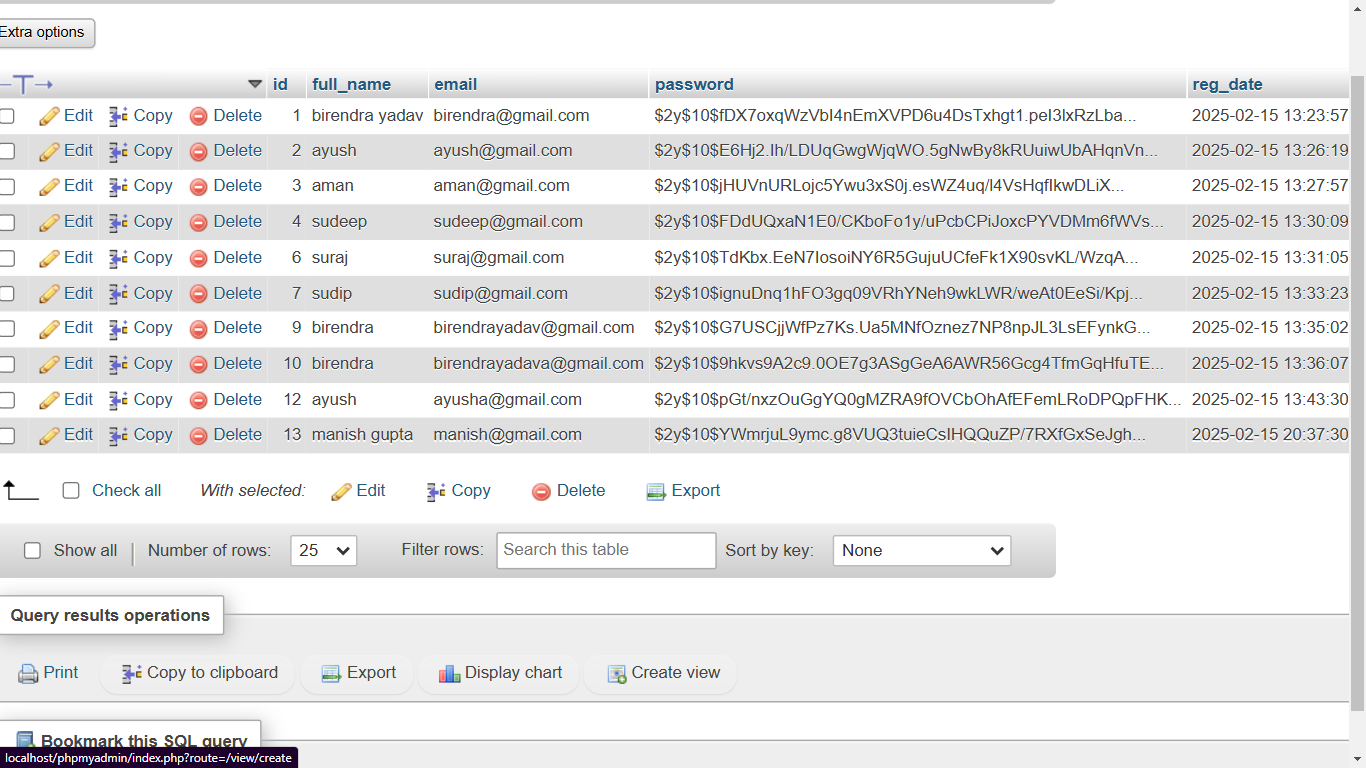 Extra options
id full_name email password reg_date
Edit Copy Delete 1 birendra yadav birendra@gmail.com $2y$10$fDX7oxqWzVbI4nEmXVPD6u4DsTxhgt1.peI3lxRzLba... 2025-02-15 13:23:57
Edit Copy Delete 2 ayush ayush@gmail.com $2y$10$E6Hj2.Ih/LDUqGwgWjqWO.5gNwBy8kRUuiwUbAHqnVn... 2025-02-15 13:26:19
Edit Copy Delete 3 aman aman@gmail.com $2y$10$jHUVnURLojc5Ywu3xS0j.esWZ4uq/l4VsHqfIkwDLiX... 2025-02-15 13:27:57
Edit Copy Delete 4 sudeep sudeep@gmail.com $2y$10$FDdUQxaN1E0/CKboFo1y/uPcbCPiJoxcPYVDMm6fWVs... 2025-02-15 13:30:09
Edit Copy Delete 6 suraj suraj@gmail.com $2y$10$TdKbx.EeN7IosoiNY6R5GujuUCfeFk1X90svKL/WzqA... 2025-02-15 13:31:05
Edit Copy Delete 7 sudip sudip@gmail.com $2y$10$ignuDnq1hFO3gq09VRhYNeh9wkLWR/weAt0EeSi/Kpj... 2025-02-15 13:33:23
Edit Copy Delete 9 birendra birendrayadav@gmail.com $2y$10$G7USCjjWfPz7Ks.Ua5MNfOznez7NP8npJL3LsEFynkG... 2025-02-15 13:35:02
Edit Copy Delete 10 birendra birendrayadava@gmail.com $2y$10$9hkvs9A2c9.0OE7g3ASgGeA6AWR56Gcg4TfmGqHfuTE... 2025-02-15 13:36:07
Edit Copy Delete 12 ayush ayusha@gmail.com $2y$10$pGt/nxzOuGgYQ0gMZRA9fOVCbOhAfEFemLRoDPQpFHK... 2025-02-15 13:43:30
Edit Copy Delete 13 manish gupta manish@gmail.com $2y$10$YWmrjuL9ymc.g8VUQ3tuieCsIHQQuZP/7RXfGxSeJgh... 2025-02-15 20:37:30
Check all With selected: Edit Copy Delete Export
Show all Number of rows: 25 Filter rows: Search this table Sort by key: None
Query results operations
Print Copy to clipboard Export Display chart Create view
Bookmark this SQL query
localhost/phpmyadmin/index.php?route=/view/create